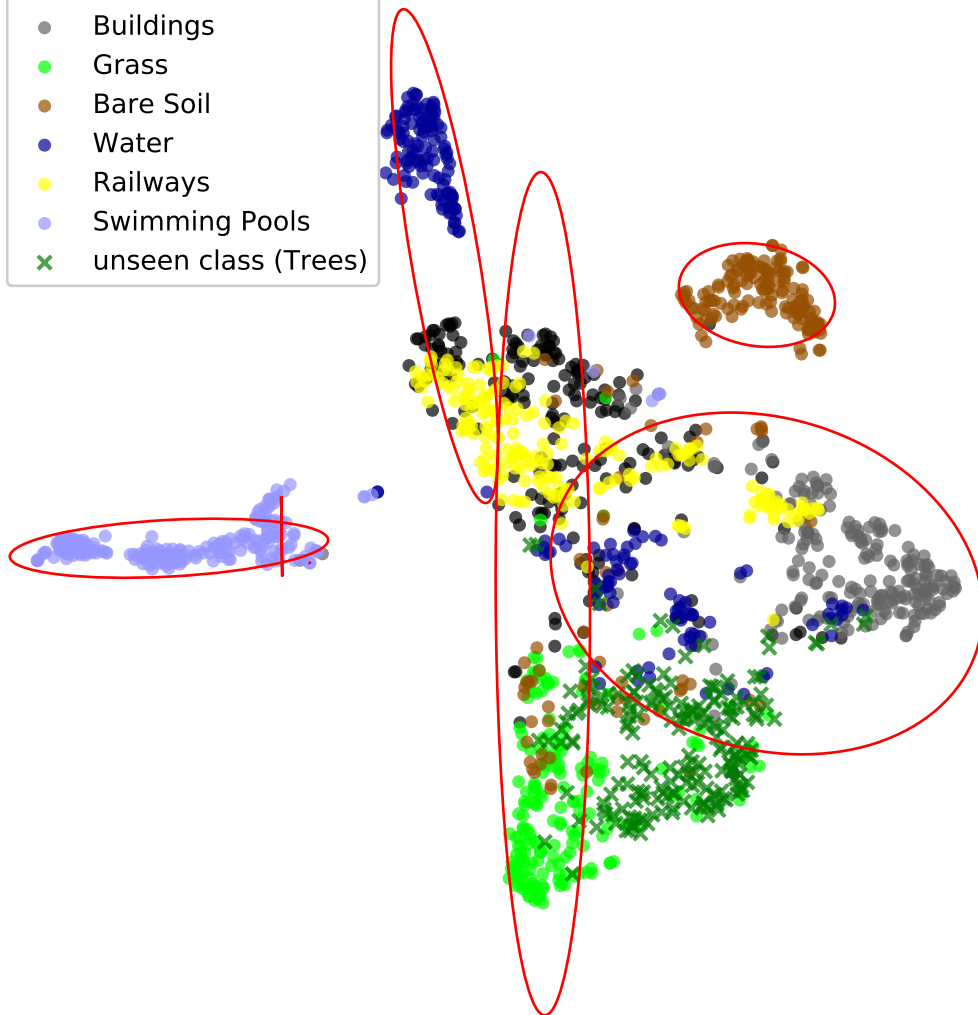 Buildings
Grass
Bare Soil
Water
Railways
Swimming Pools
unseen class (Trees)